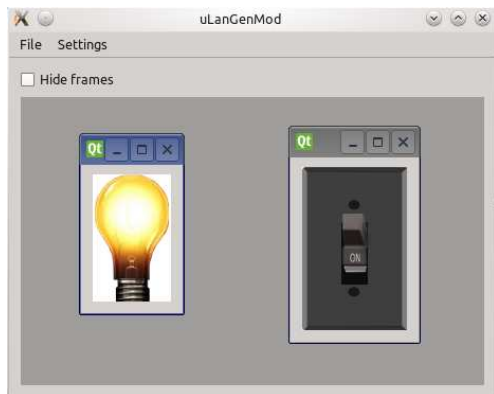 uLanGenMod
File Settings
Hide frames
Qt
Qt
ON